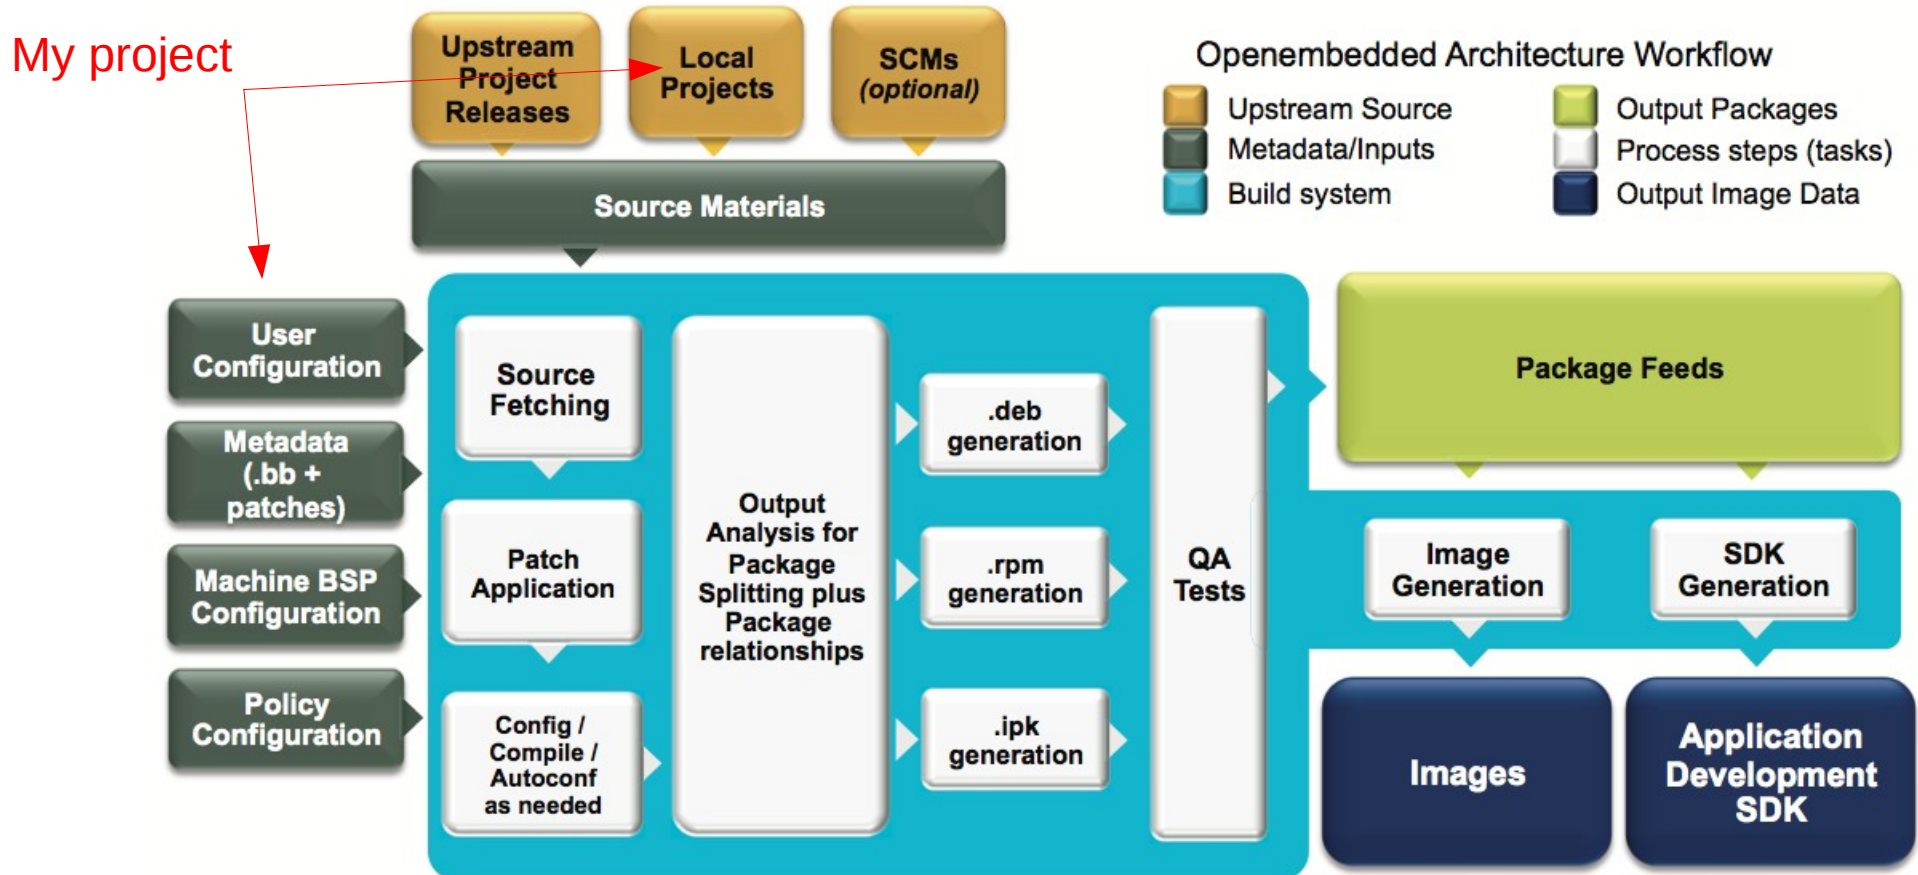 My project
Upstream
Project
Releases
Local
Projects
SCMs
(optional)
Openembedded Architecture Workflow
Upstream Source
Metadata/Inputs
Build system
Output Packages
Process steps (tasks)
Output Image Data
Source Materials
User
Configuration
Metadata
(.bb +
patches)
Machine BSP
Configuration
Policy
Configuration
Source
Fetching
Patch
Application
Config /
Compile /
Autoconf
as needed
Output
Analysis for
Package
Splitting plus
Package
relationships
.deb
generation
.rpm
generation
.ipk
generation
QA
Tests
Package Feeds
Image
Generation
SDK
Generation
Images
Application
Development
SDK